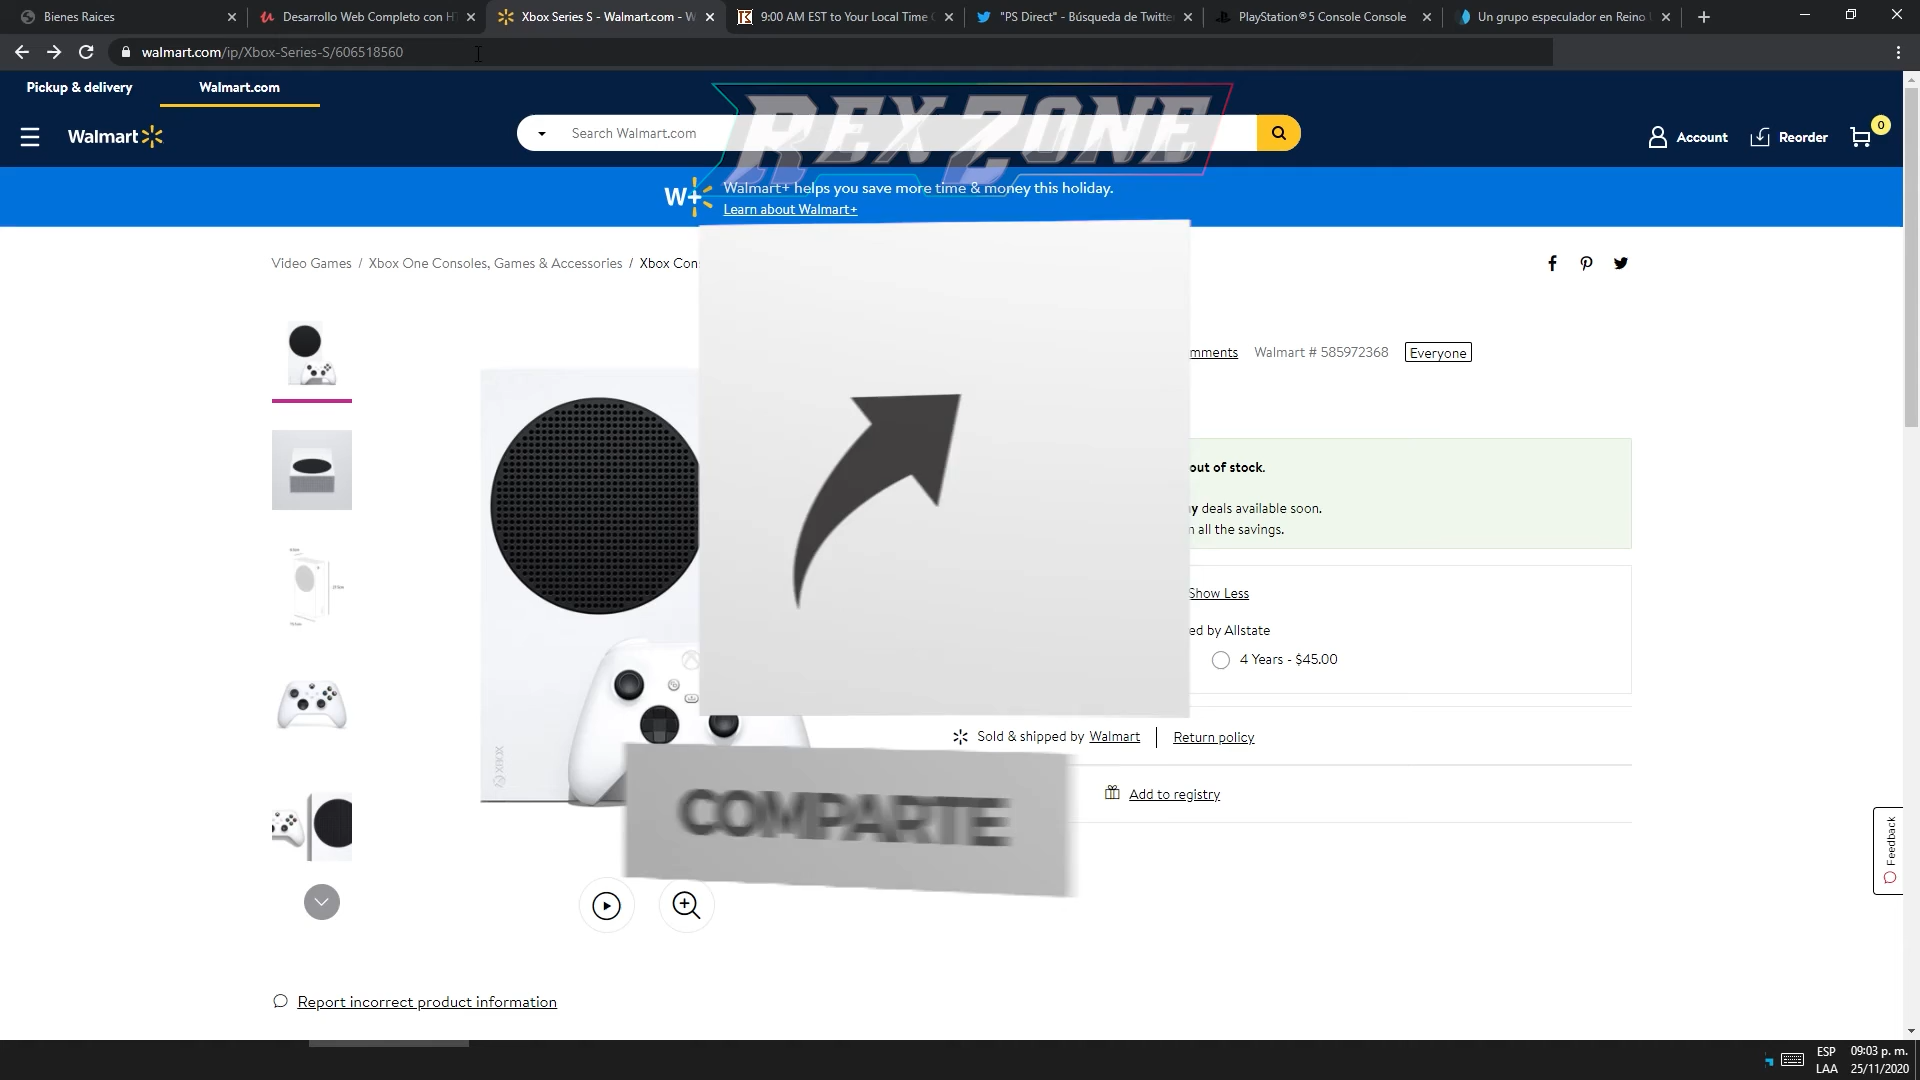 Bienes Raices
Desarrollo Web Completo con HT
Xbox Series S - Walmart.com - W
9:00 AM EST to Your Local Time C
"PS Direct" - Búsqueda de Twitte
PlayStation®5 Console Console
Un grupo especulador en Reino
walmart.com/ip/Xbox-Series-S/606518560
Pickup & delivery
Walmart.com
REXZONE
Walmart
Search Walmart.com
Account
Reorder
0
W+
Walmart+ helps you save more time & money this holiday.
Learn about Walmart+
Video Games / Xbox One Consoles, Games & Accessories / Xbox Con
mments
Walmart # 585972368
Everyone
out of stock.
y deals available soon.
n all the savings.
Show Less
ed by Allstate
4 Years - $45.00
Sold & shipped by Walmart
Return policy
XBOX
COMPARTE
Add to registry
Feedback
Report incorrect product information
ESP
LAA
09:03 p. m.
25/11/2020